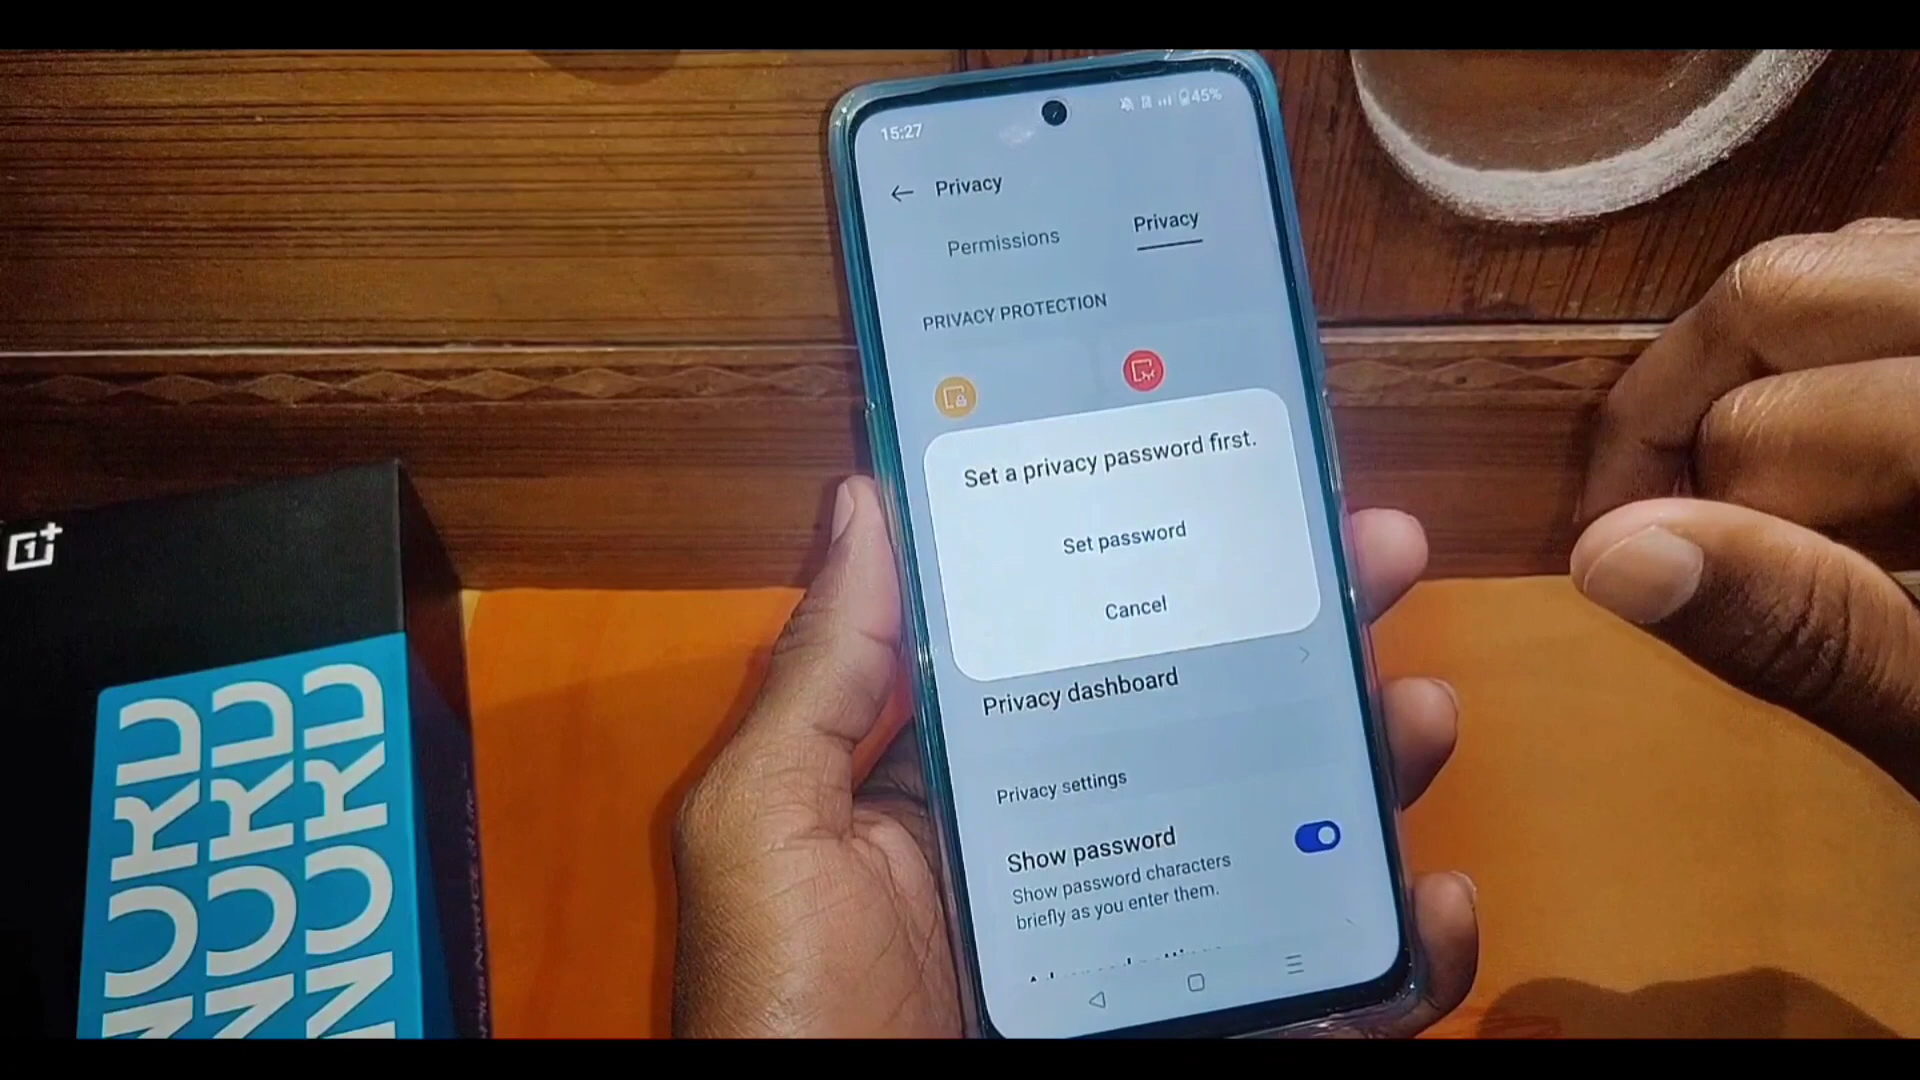 15:27
45%
Privacy
Permissions
Privacy
PRIVACY PROTECTION
Set a privacy password first.
Set password
Cancel
Privacy dashboard
Privacy settings
Show password
Show password characters
briefly as you enter them.
1+
NORD
NORD
NORD